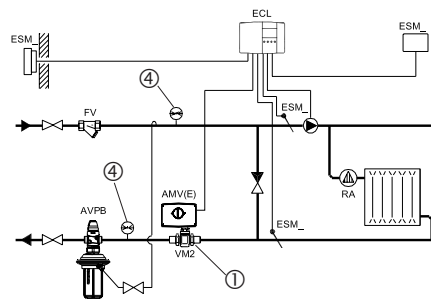 ECL
ESM_
ESM_
④
FV
ESM_
④
AMV(E)
RA
AVPB
ESM_
VM2
①